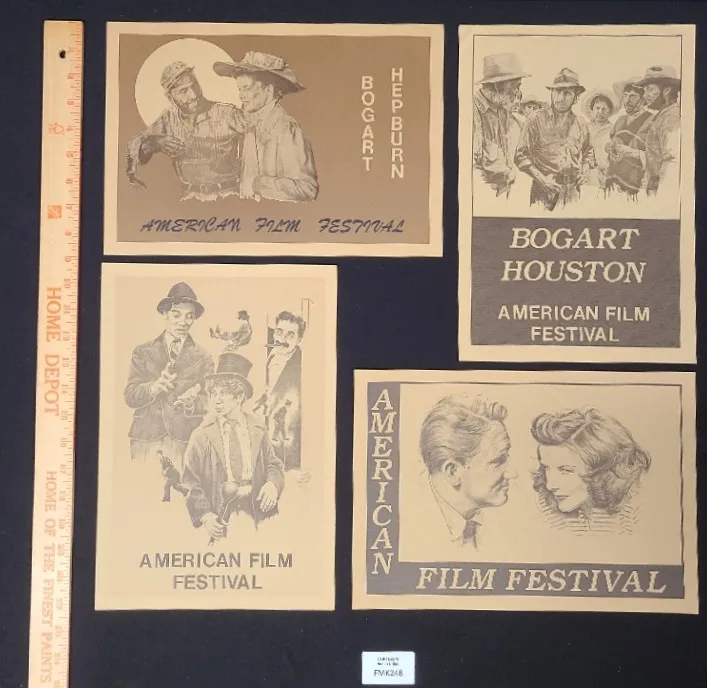 HEPBURN
BOGART
AMERICAN FILM FESTIVAL
BOGART
HOUSTON
AMERICAN FILM
FESTIVAL
AMERICAN FILM
FESTIVAL
AMERICAN
FILM FESTIVAL
HOME DEPOT
HOME OF THE FINEST PAINTS
FMK248